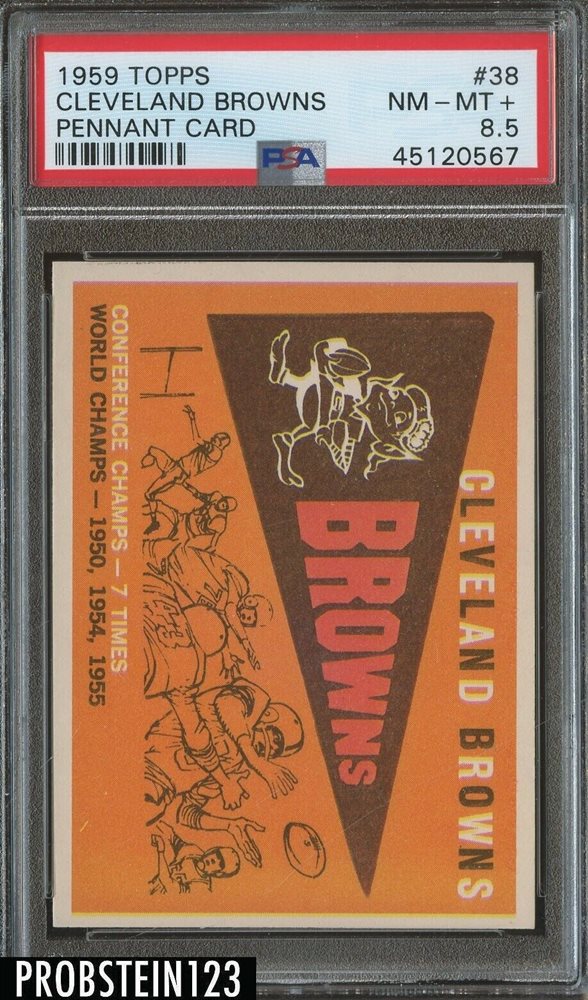 1959 TOPPS #38
CLEVELAND BROWNS NM - MT +
PENNANT CARD 8.5
PSA 45120567
CLEVELAND BROWNS
BROWNS
CONFERENCE CHAMPS — 7 TIMES
WORLD CHAMPS — 1950, 1954, 1955
PROBSTEIN123